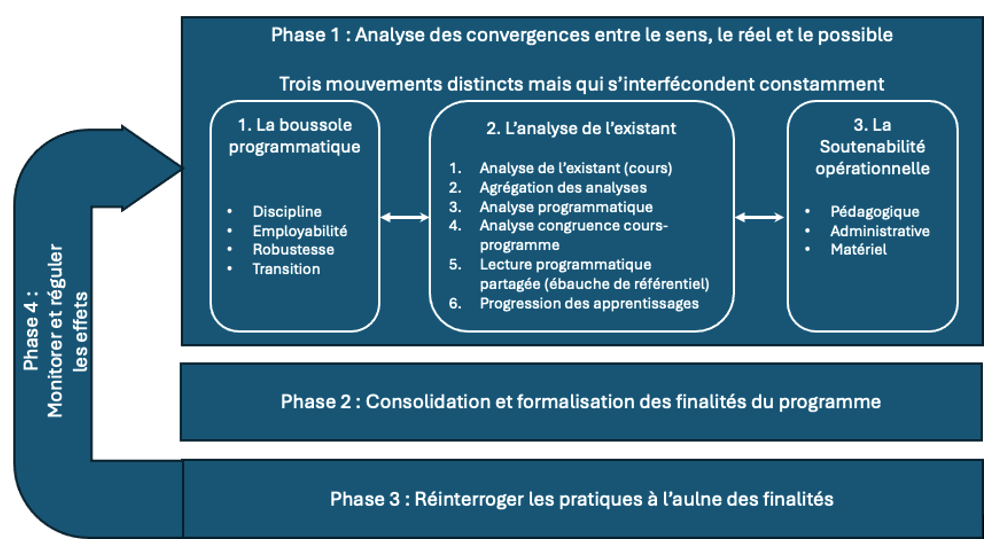 Phase 1 : Analyse des convergences entre le sens, le réel et le possible
Trois mouvements distincts mais qui s’interfécondent constamment
1. La boussole
programmatique
• Discipline
• Employabilité
• Robustesse
• Transition
2. L’analyse de l’existant
1. Analyse de l’existant (cours)
2. Agrégation des analyses
3. Analyse programmatique
4. Analyse congruence cours-
programme
5. Lecture programmatique
partagée (ébauche de référentiel)
6. Progression des apprentissages
3. La
Soutenabilité
opérationnelle
• Pédagogique
• Administrative
• Matériel
Phase 2 : Consolidation et formalisation des finalités du programme
Phase 3 : Réinterroger les pratiques à l’aulne des finalités
Phase 4 :
Monitorer et réguler
les effets